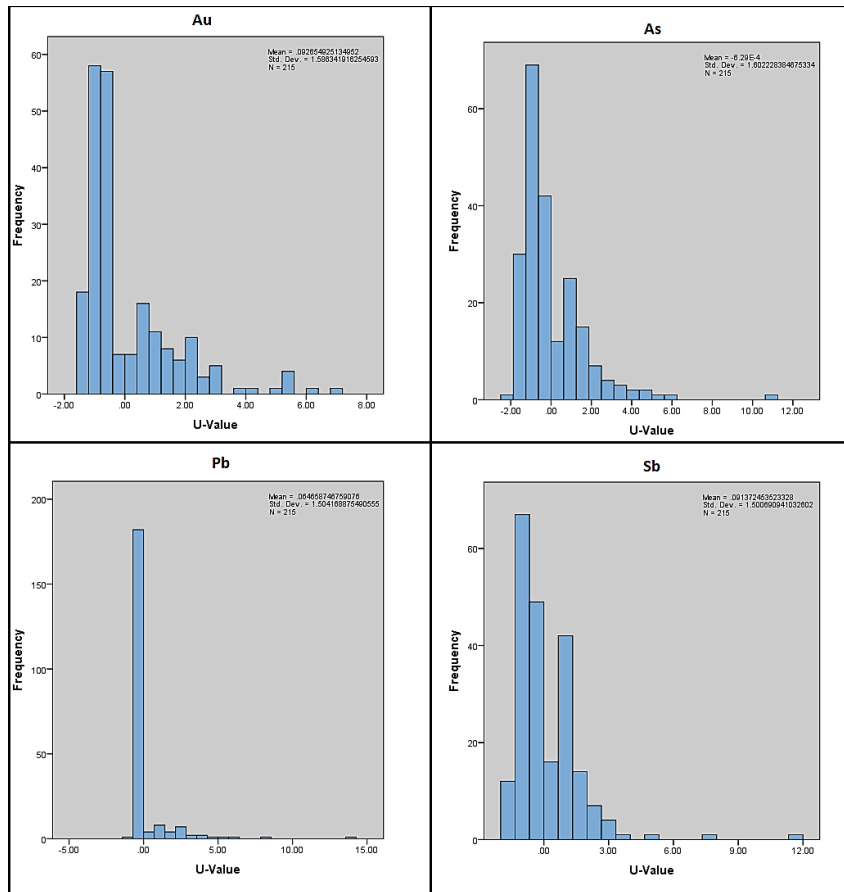 Au
Mean = .092654925134952
Std. Dev. = 1.586341916254593
N = 215
60
50
40
30
20
10
0
Frequency
-2.00 .00 2.00 4.00 6.00 8.00
U-Value
As
Mean = -6.29E-4
Std. Dev. = 1.602228384675334
N = 215
60
40
20
0
Frequency
-2.00 .00 2.00 4.00 6.00 8.00 10.00 12.00
U-Value
Pb
Mean = .064658746759076
Std. Dev. = 1.504168875490555
N = 215
200
150
100
50
0
Frequency
-5.00 .00 5.00 10.00 15.00
U-Value
Sb
Mean = .091372463523328
Std. Dev. = 1.500690941032602
N = 215
60
40
20
0
Frequency
.00 3.00 6.00 9.00 12.00
U-Value